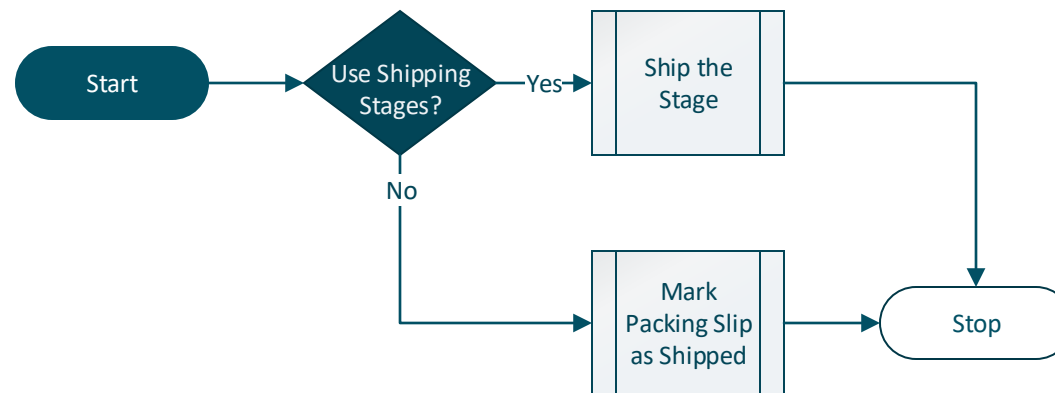 Start
Use Shipping
Stages?
Yes
Ship the
Stage
No
Mark
Packing Slip
as Shipped
Stop